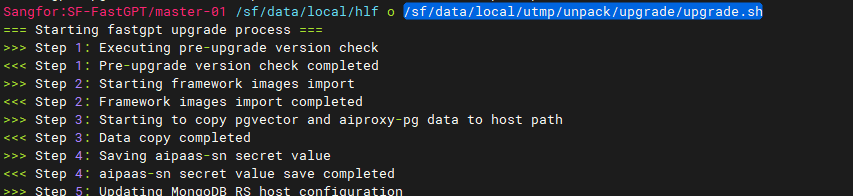 Sangfor:SF-FastGPT/master-01 /sf/data/local/hlf o /sf/data/local/utmp/unpack/upgrade/upgrade.sh
=== Starting fastgpt upgrade process ===
>>> Step 1: Executing pre-upgrade version check
<<< Step 1: Pre-upgrade version check completed
>>> Step 2: Starting framework images import
<<< Step 2: Framework images import completed
>>> Step 3: Starting to copy pgvector and aiproxy-pg data to host path
<<< Step 3: Data copy completed
>>> Step 4: Saving aipaas-sn secret value
<<< Step 4: aipaas-sn secret value save completed
>>> Step 5: Updating MongoDB RS host configuration